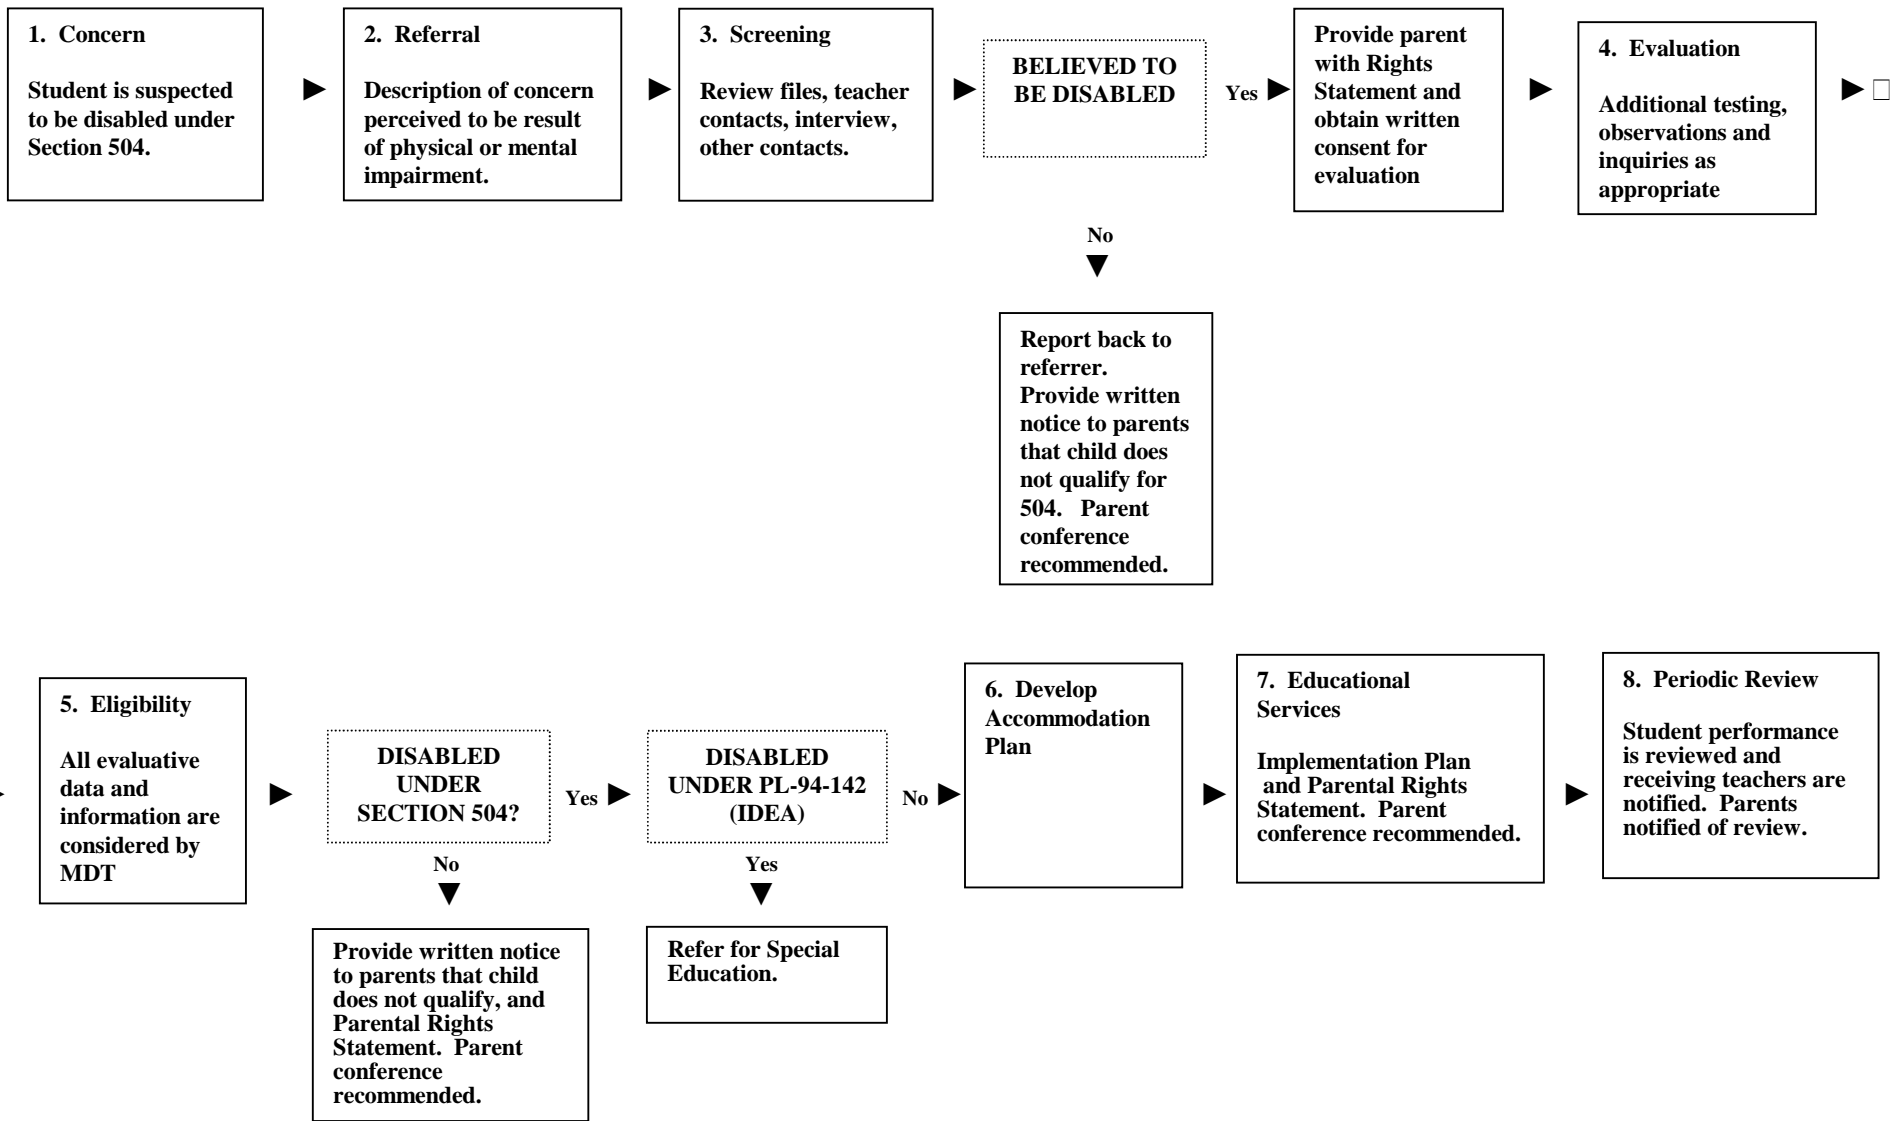 1. Concern
Student is suspected
to be disabled under
Section 504.
2. Referral
Description of concern
perceived to be result
of physical or mental
impairment.
3. Screening
Review files, teacher
contacts, interview,
other contacts.
BELIEVED TO
BE DISABLED
Yes
Provide parent
with Rights
Statement and
obtain written
consent for
evaluation
4. Evaluation
Additional testing,
observations and
inquiries as
appropriate
No
Report back to
referrer.
Provide written
notice to parents
that child does
not qualify for
504. Parent
conference
recommended.
5. Eligibility
All evaluative
data and
information are
considered by
MDT
DISABLED
UNDER
SECTION 504?
Yes
No
Provide written notice
to parents that child
does not qualify, and
Parental Rights
Statement. Parent
conference
recommended.
DISABLED
UNDER PL-94-142
(IDEA)
No
Yes
Refer for Special
Education.
6. Develop
Accommodation
Plan
7. Educational
Services
Implementation Plan
and Parental Rights
Statement. Parent
conference recommended.
8. Periodic Review
Student performance
is reviewed and
receiving teachers are
notified. Parents
notified of review.